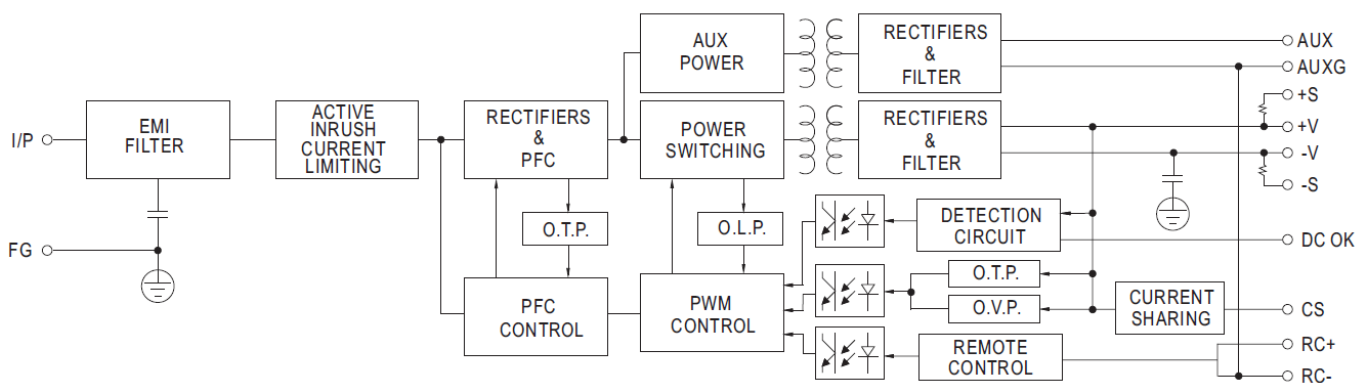 AUX
POWER
RECTIFIERS
&
FILTER
AUX
AUXG
+S
I/P
EMI
FILTER
ACTIVE
INRUSH
CURRENT
LIMITING
RECTIFIERS
&
PFC
POWER
SWITCHING
RECTIFIERS
&
FILTER
+V
-V
-S
FG
O.T.P.
O.L.P.
DETECTION
CIRCUIT
DC OK
PFC
CONTROL
PWM
CONTROL
O.T.P.
O.V.P.
CURRENT
SHARING
CS
REMOTE
CONTROL
RC+
RC-